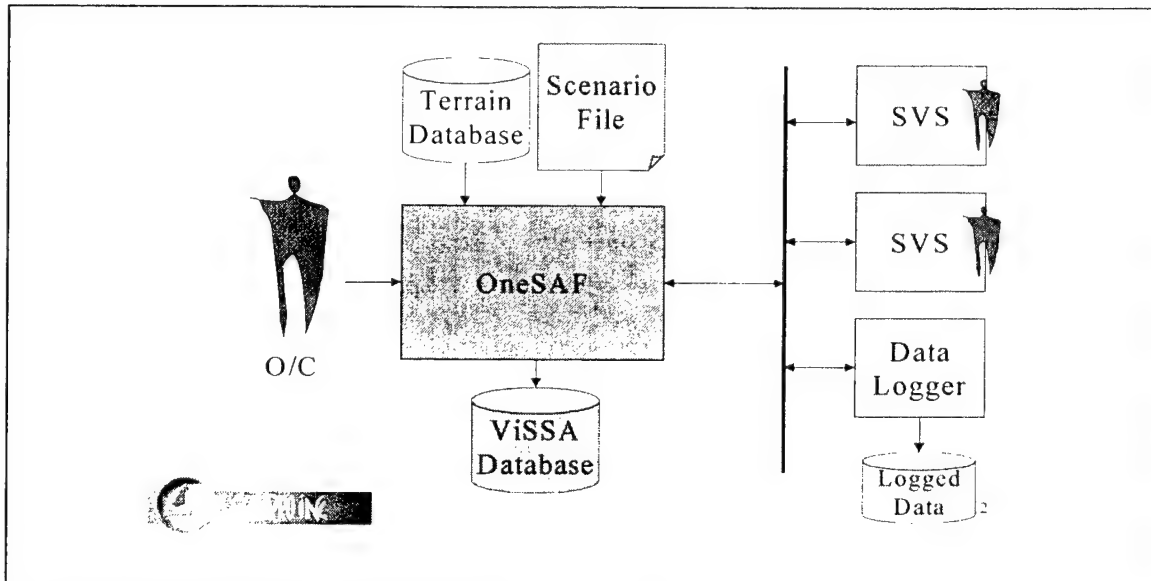 Terrain
Database
Scenario
File
SVS
SVS
OneSAF
O/C
Data
Logger
ViSSA
Database
Logged
Data
2